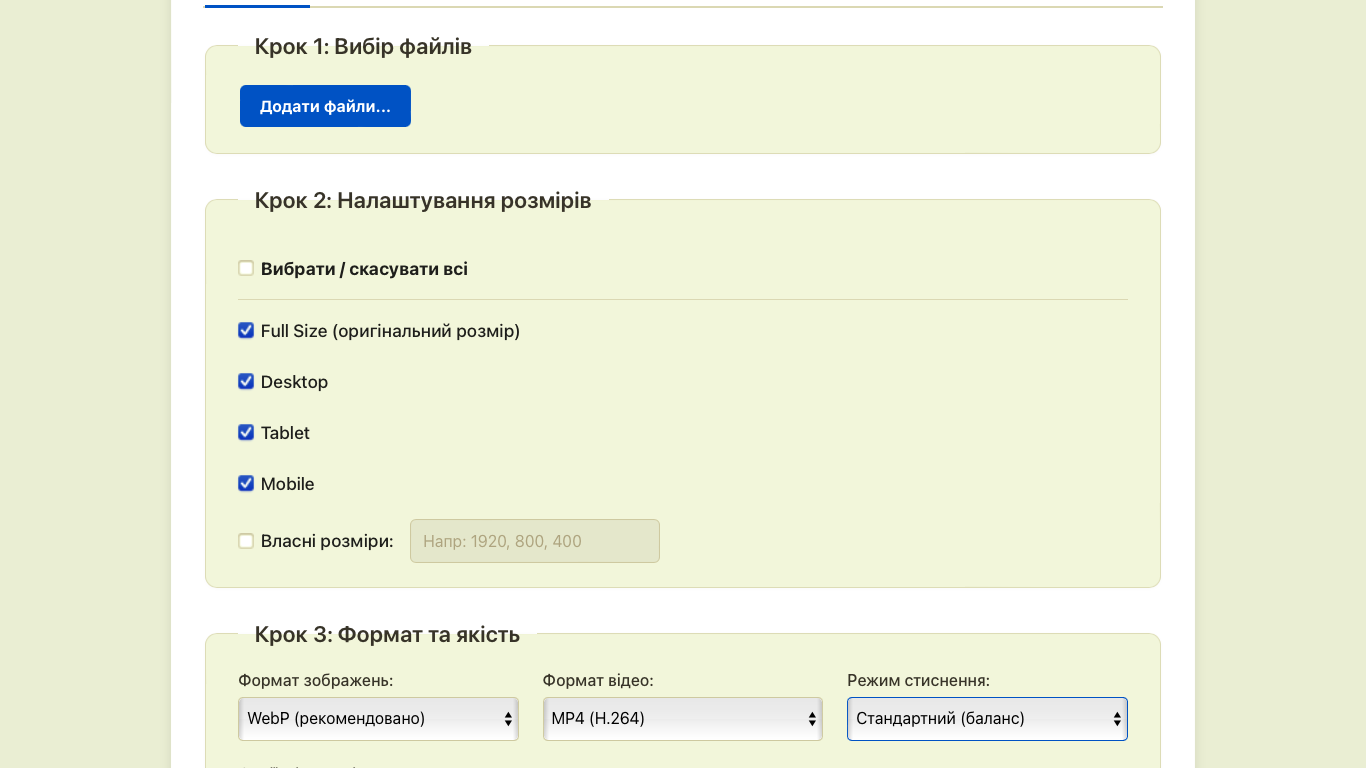 Крок 1: Вибір файлів
Додати файли...
Крок 2: Налаштування розмірів
Вибрати / скасувати всі
Full Size (оригінальний розмір)
Desktop
Tablet
Mobile
Власні розміри: Напр: 1920, 800, 400
Крок 3: Формат та якість
Формат зображень: Формат відео: Режим стиснення:
WebP (рекомендовано) MP4 (H.264) Стандартний (баланс)